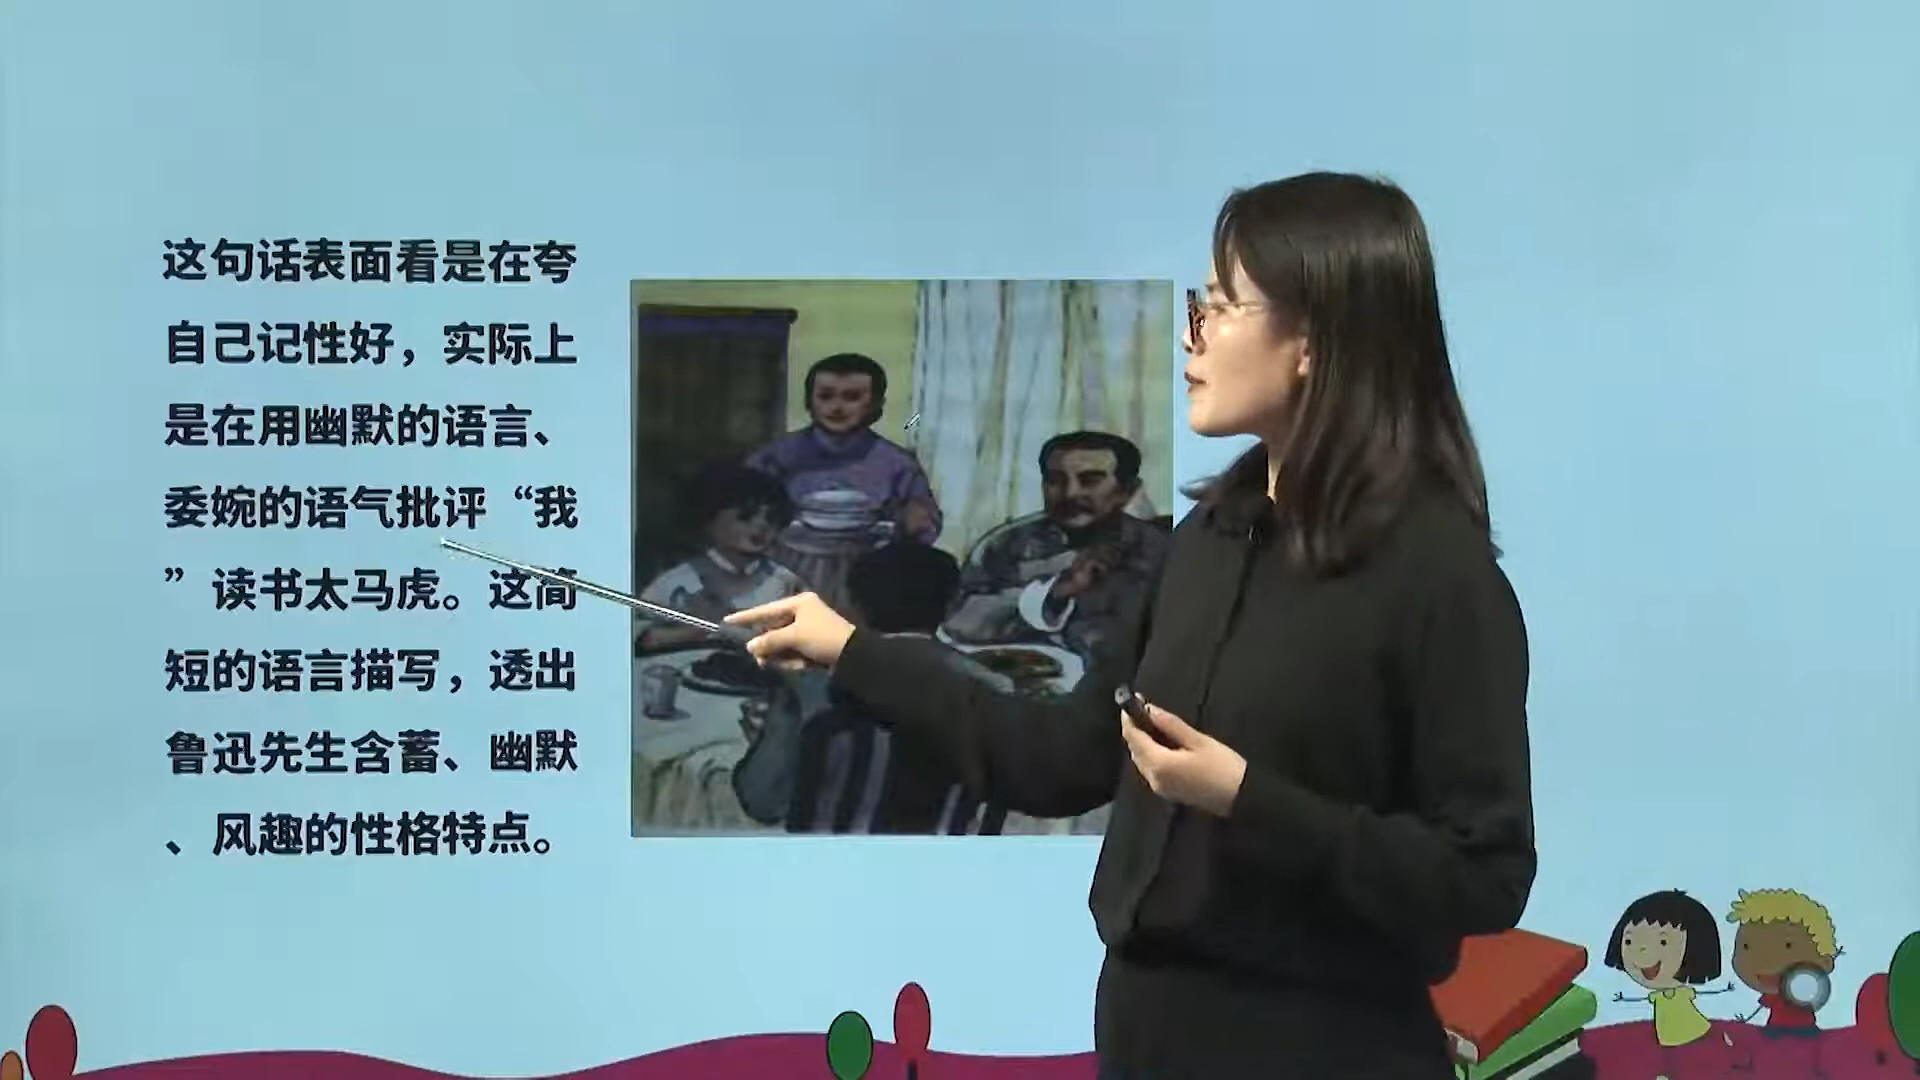 这句话表面看是在夸
自己记性好，实际上
是在用幽默的语言、
委婉的语气批评“我
”读书太马虎。这简
短的语言描写，透出
鲁迅先生含蓄、幽默
、风趣的性格特点。